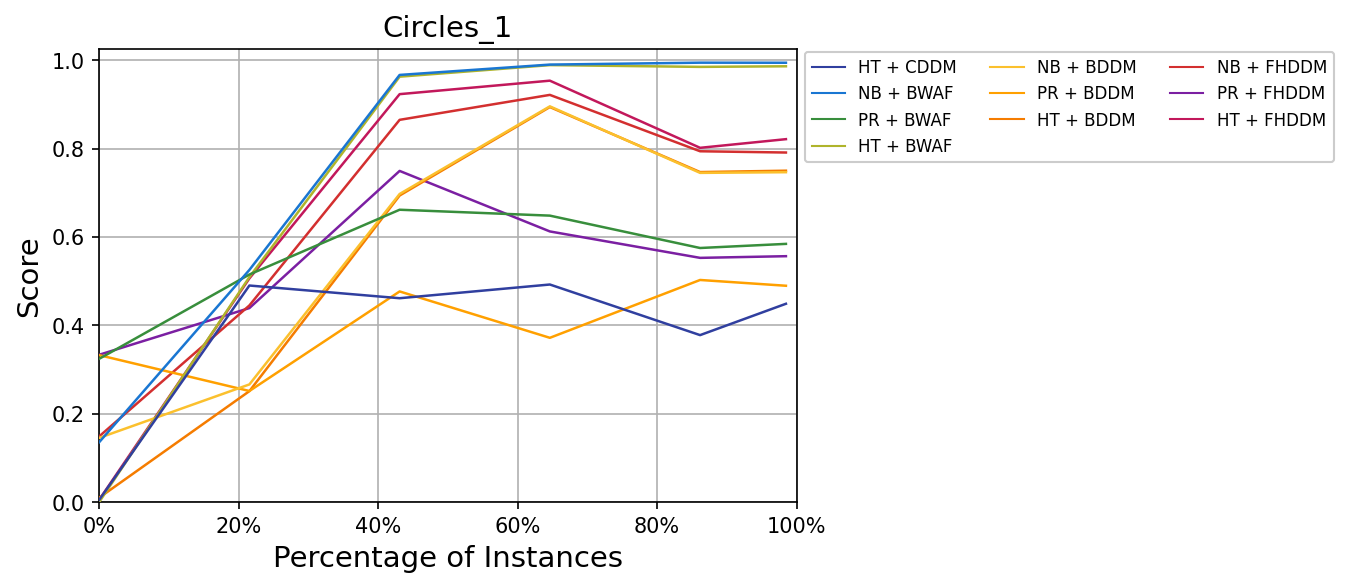 Circles_1
Score
1.0
0.8
0.6
0.4
0.2
0.0
0% 20% 40% 60% 80% 100%
Percentage of Instances
HT + CDDM NB + BDDM NB + FHDDM
NB + BWAF PR + BDDM PR + FHDDM
PR + BWAF HT + BDDM HT + FHDDM
HT + BWAF